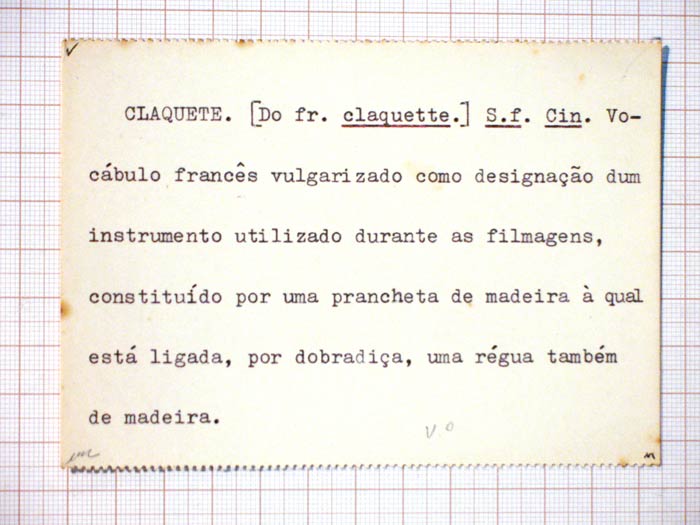 CLAQUETE. [Do fr. claquette.] S.f. Cin. Vo-
cábulo francês vulgarizado como designação dum
instrumento utilizado durante as filmagens,
constituído por uma prancheta de madeira à qual
está ligada, por dobradiça, uma régua também
de madeira.